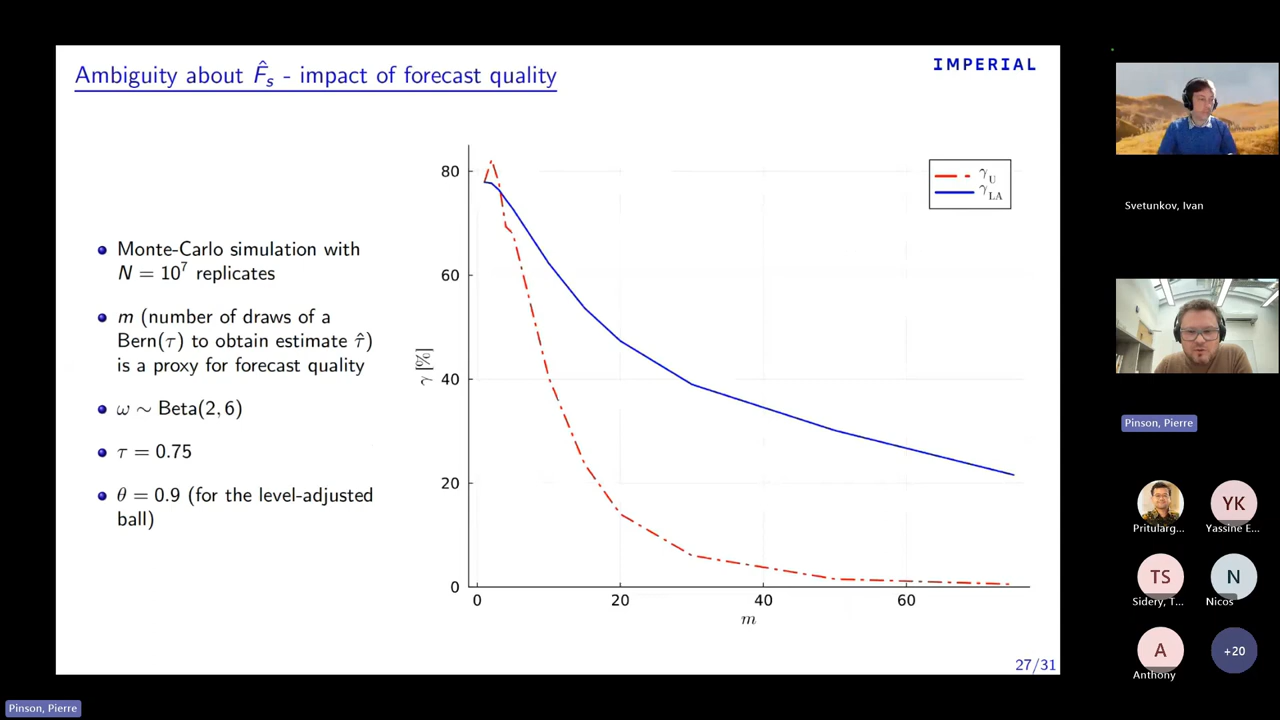 Ambiguity about F̂s - impact of forecast quality
IMPERIAL
Monte-Carlo simulation with
N = 10^7 replicates
m (number of draws of a
Bern(τ) to obtain estimate τ̂)
is a proxy for forecast quality
ω ∼ Beta(2, 6)
τ = 0.75
θ = 0.9 (for the level-adjusted
ball)
γ [%]
80
60
40
20
0
0 20 40 60
m
γ_U
γ_LA
27/31
Svetunkov, Ivan
Pinson, Pierre
Pritularg...
YK
Yassine E...
TS
Sidery, T...
N
Nicos
A
Anthony
+20
Pinson, Pierre